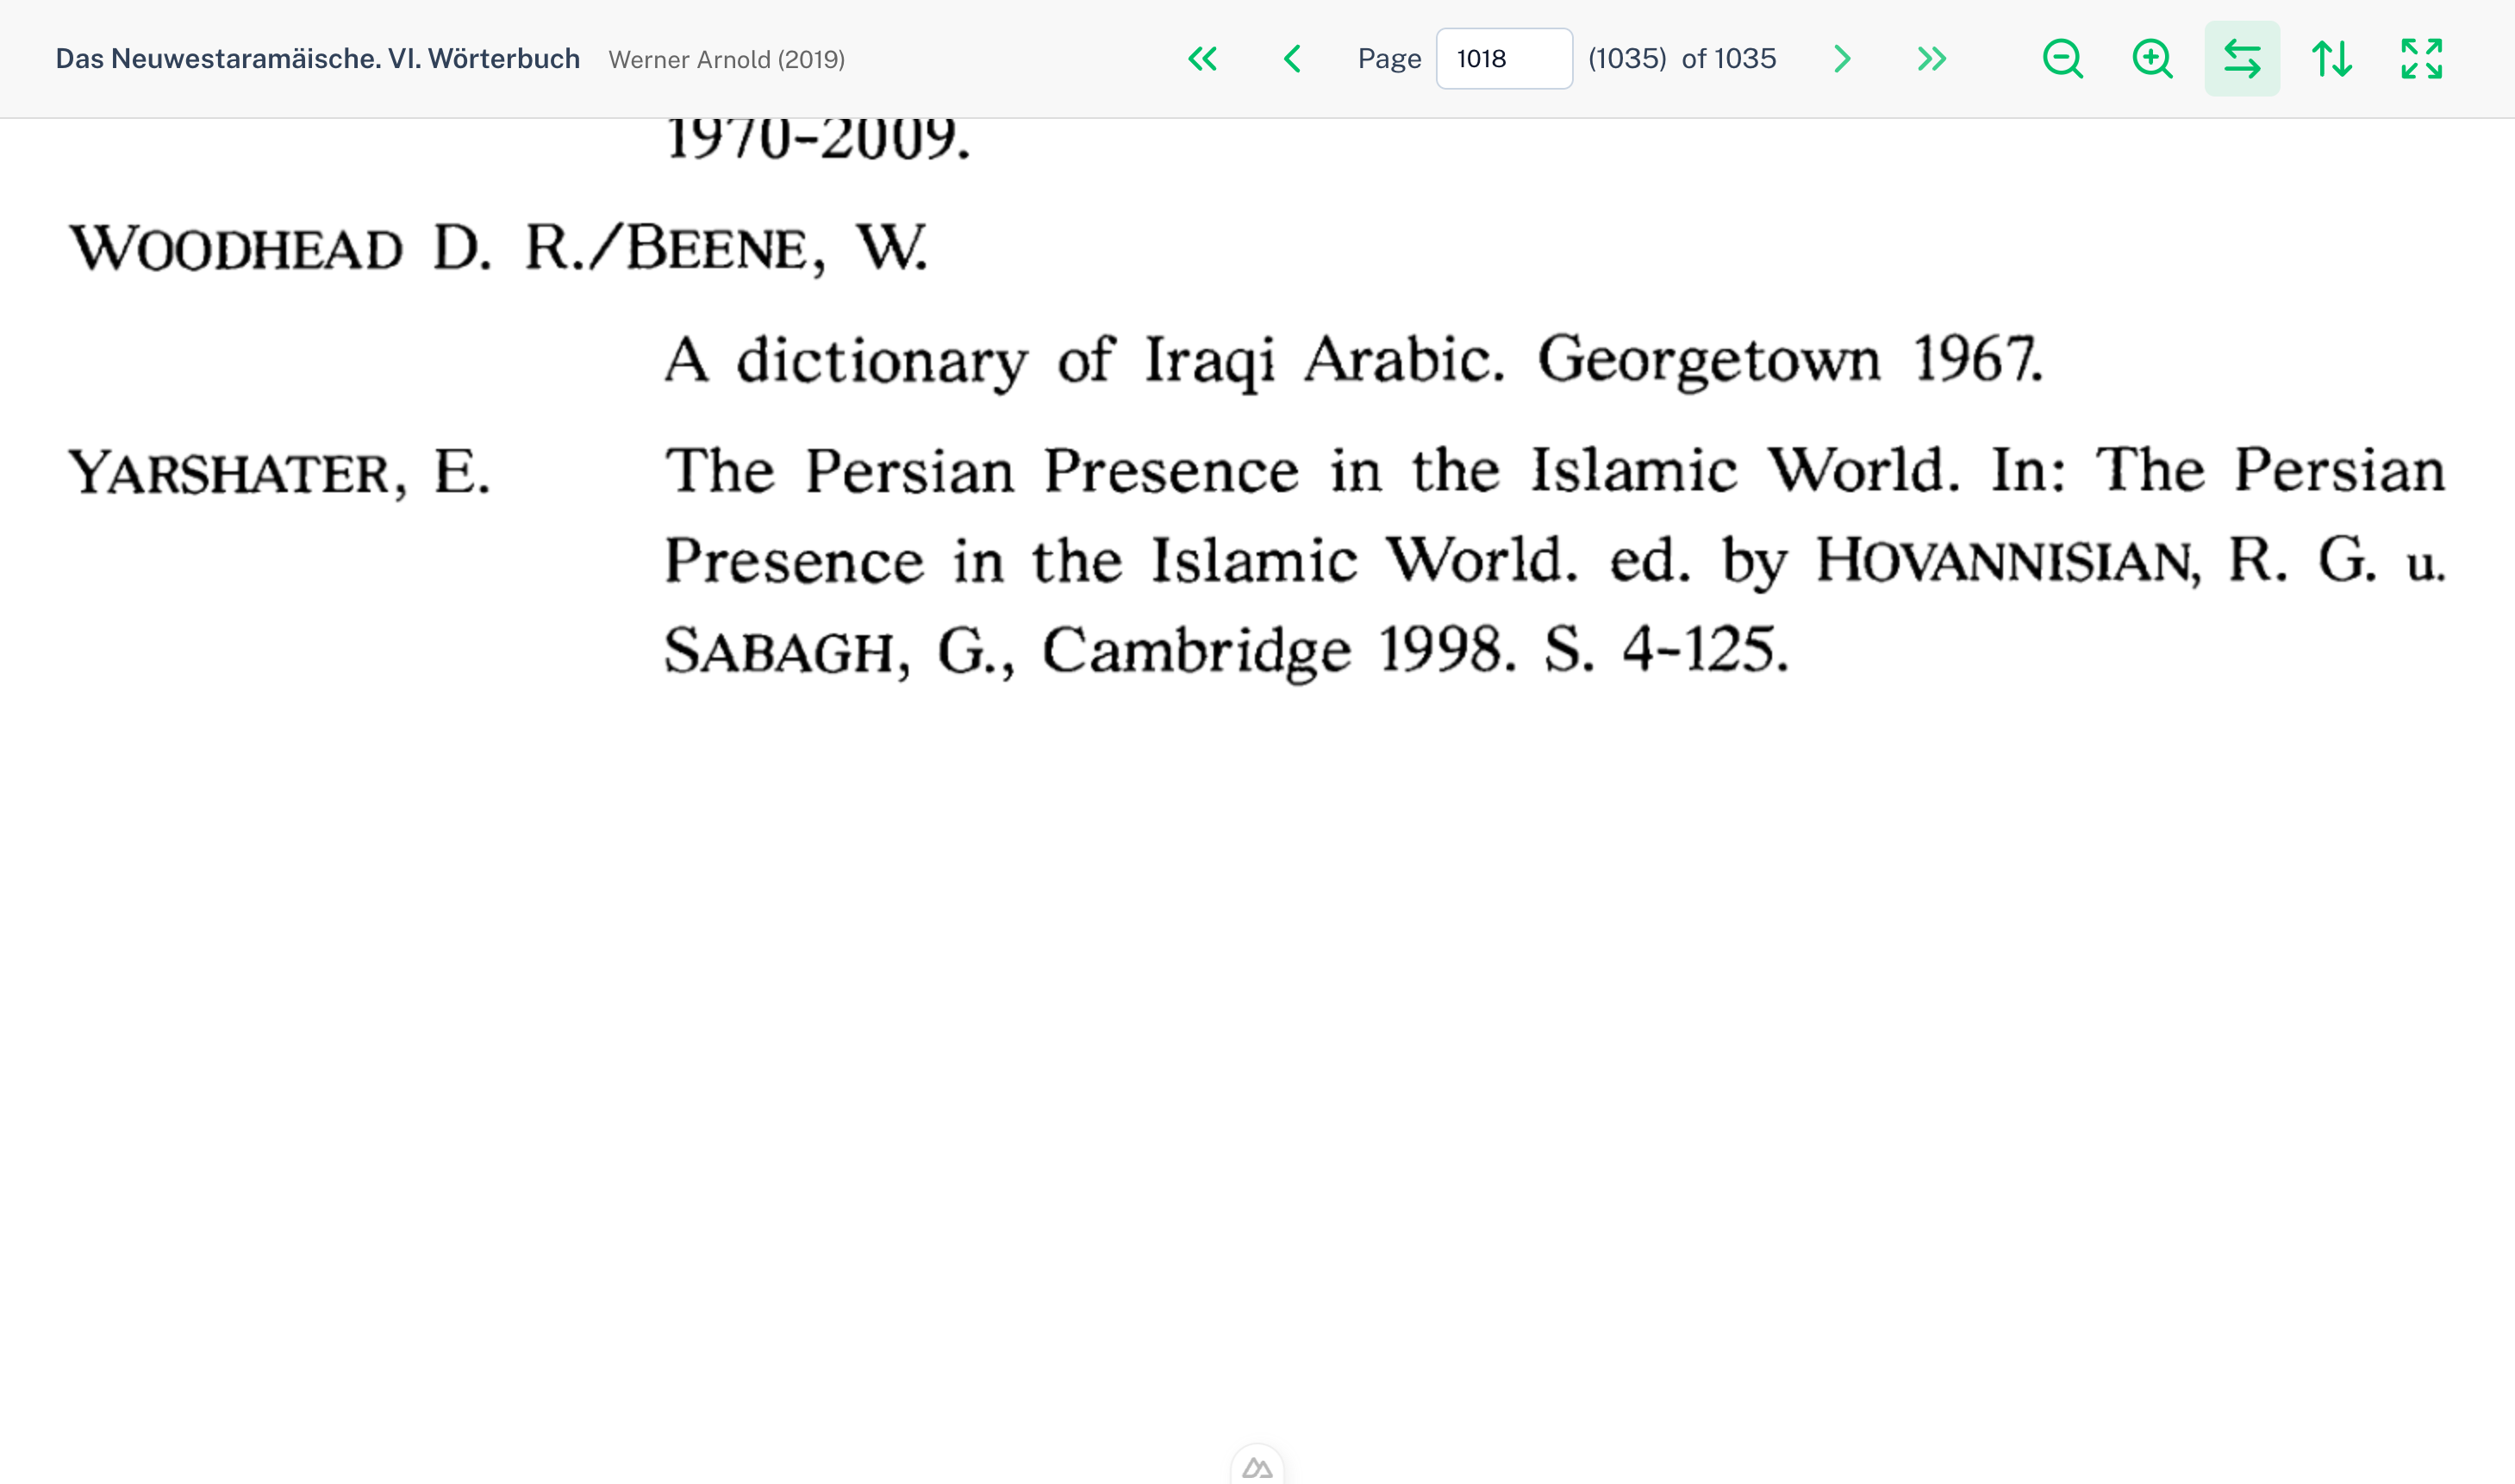 Das Neuwestaramäische. VI. Wörterbuch Werner Arnold (2019) Page 1018 (1035) of 1035
1970-2009.
WOODHEAD D. R./BEENE, W.
A dictionary of Iraqi Arabic. Georgetown 1967.
YARSHATER, E. The Persian Presence in the Islamic World. In: The Persian
Presence in the Islamic World. ed. by HOVANNISIAN, R. G. u.
SABAGH, G., Cambridge 1998. S. 4-125.